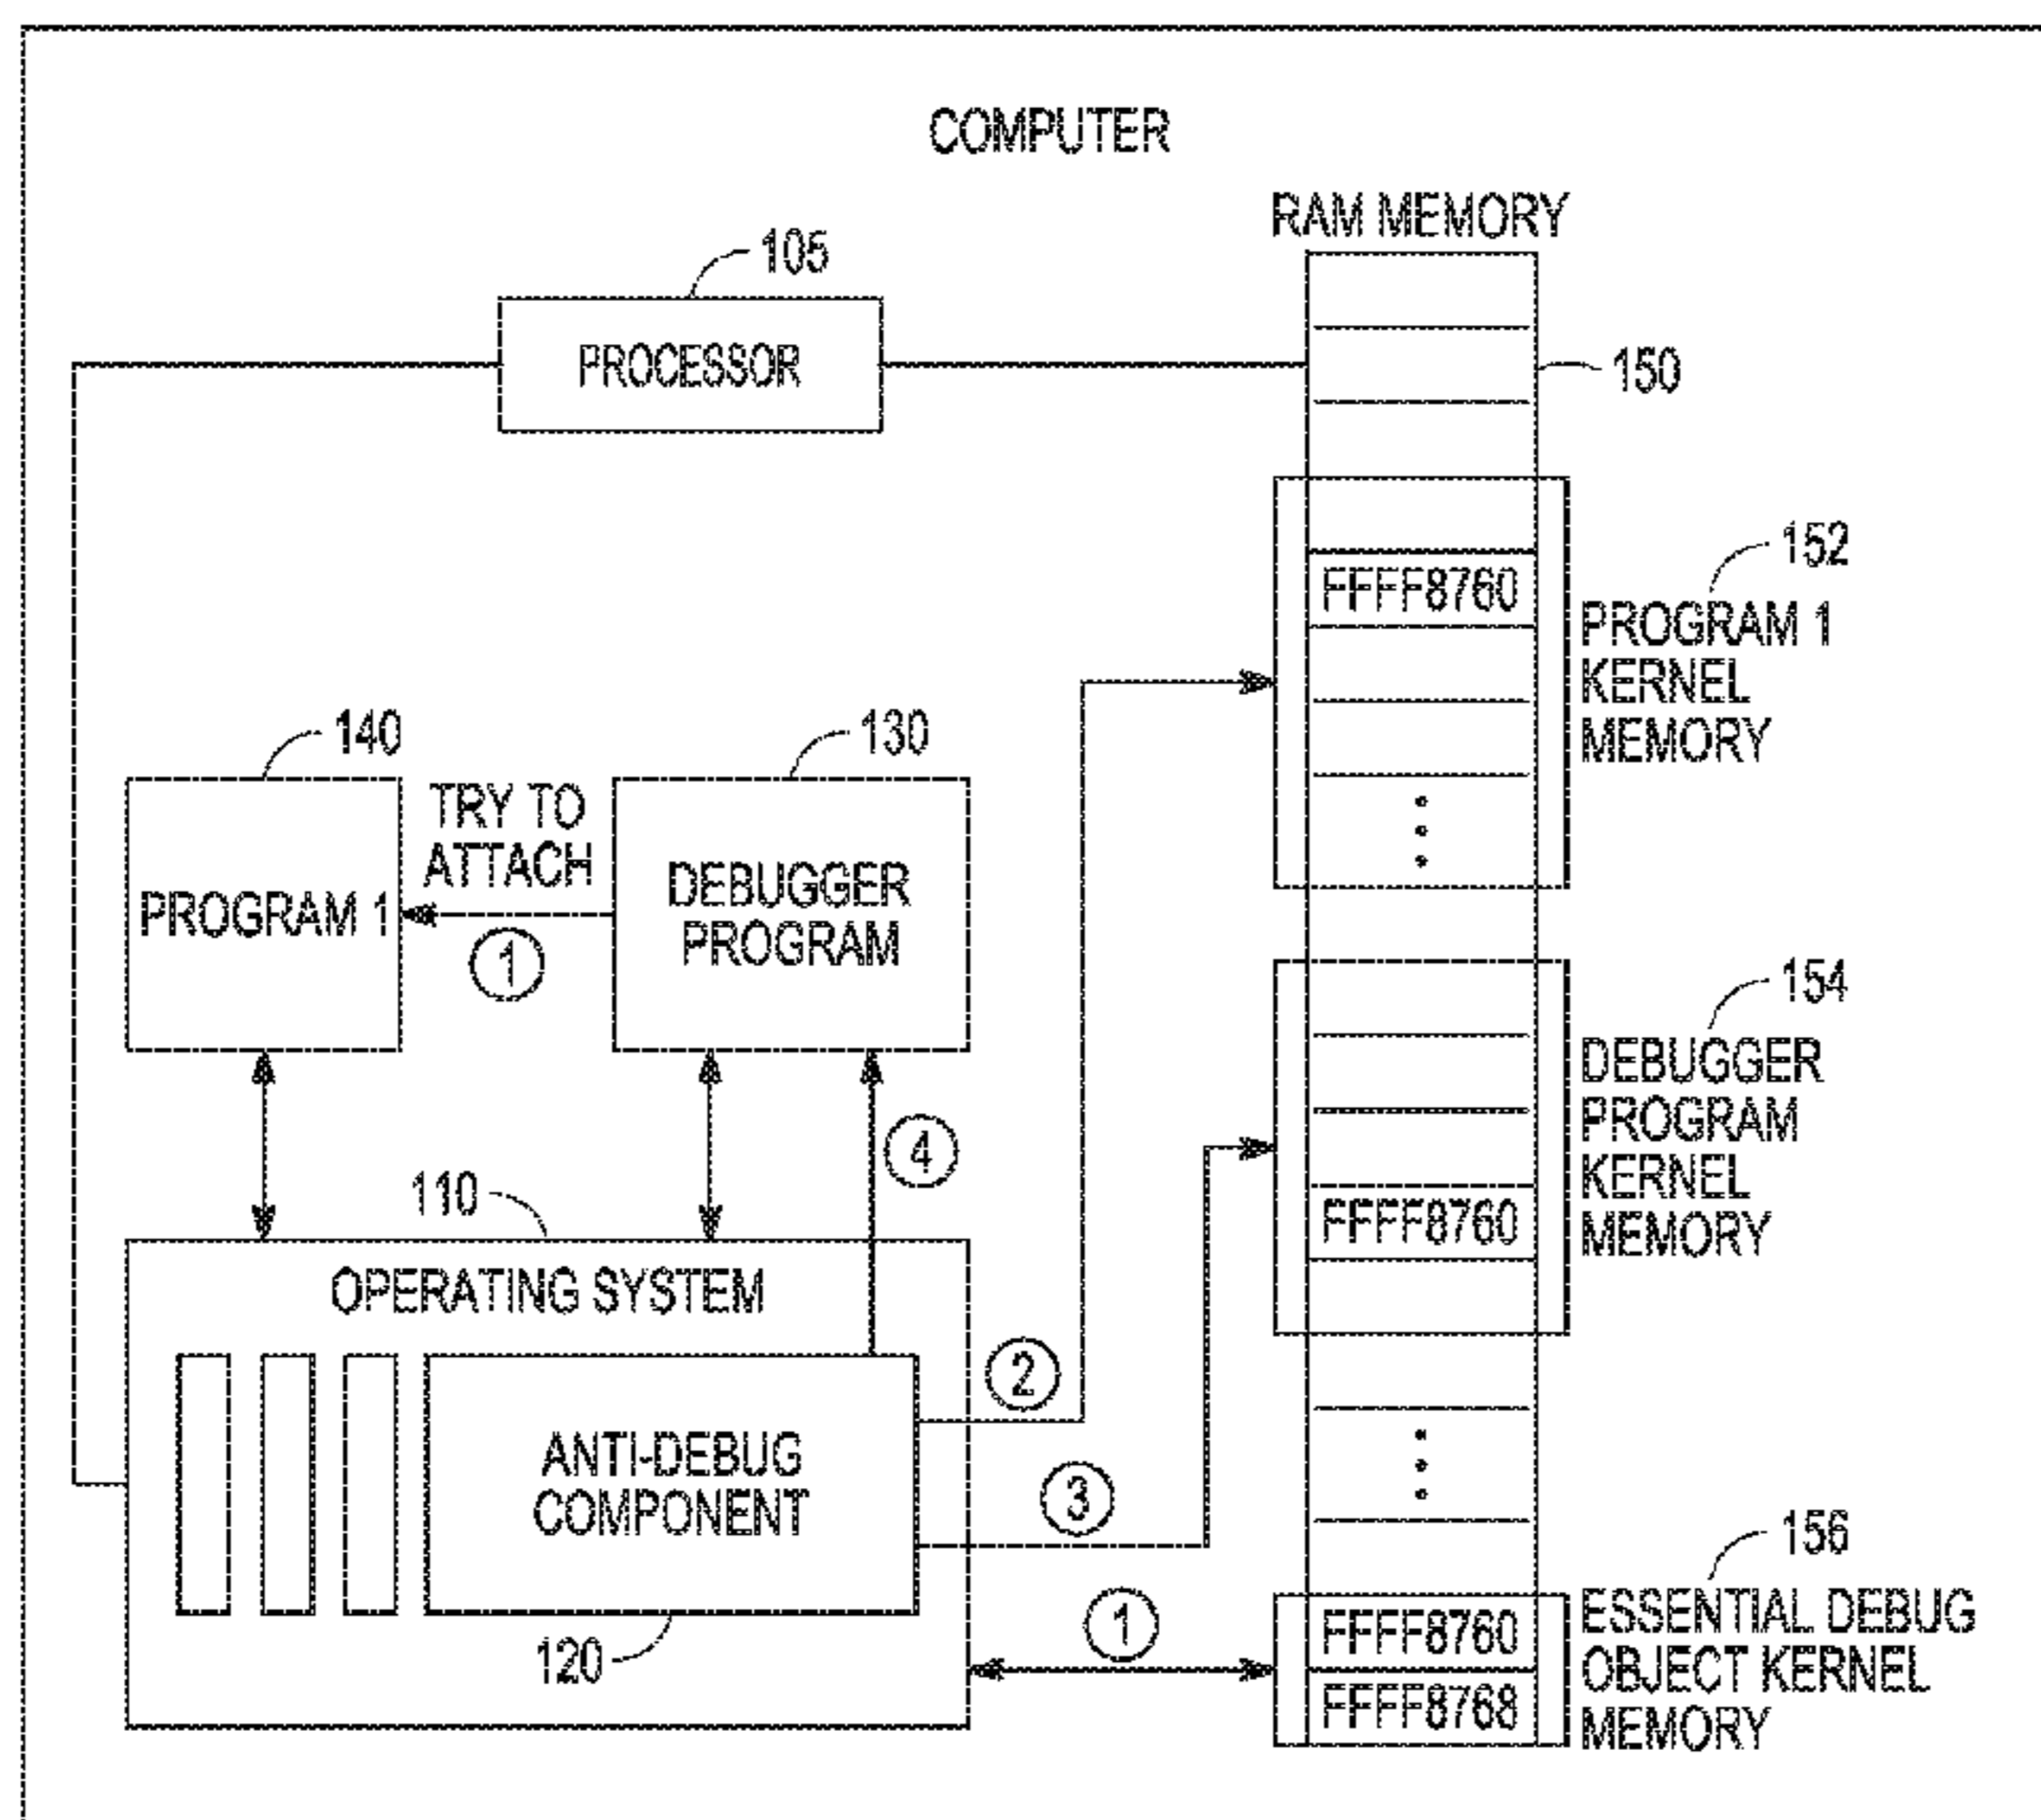 COMPUTER
RAM MEMORY
105
PROCESSOR
150
152
FFFF8760
PROGRAM 1
KERNEL
MEMORY
140
130
TRY TO
ATTACH
PROGRAM 1
DEBUGGER
PROGRAM
1
154
DEBUGGER
PROGRAM
KERNEL
MEMORY
FFFF8760
4
110
OPERATING SYSTEM
2
ANTI-DEBUG
COMPONENT
3
120
1
156
ESSENTIAL DEBUG
OBJECT KERNEL
MEMORY
FFFF8760
FFFF8768